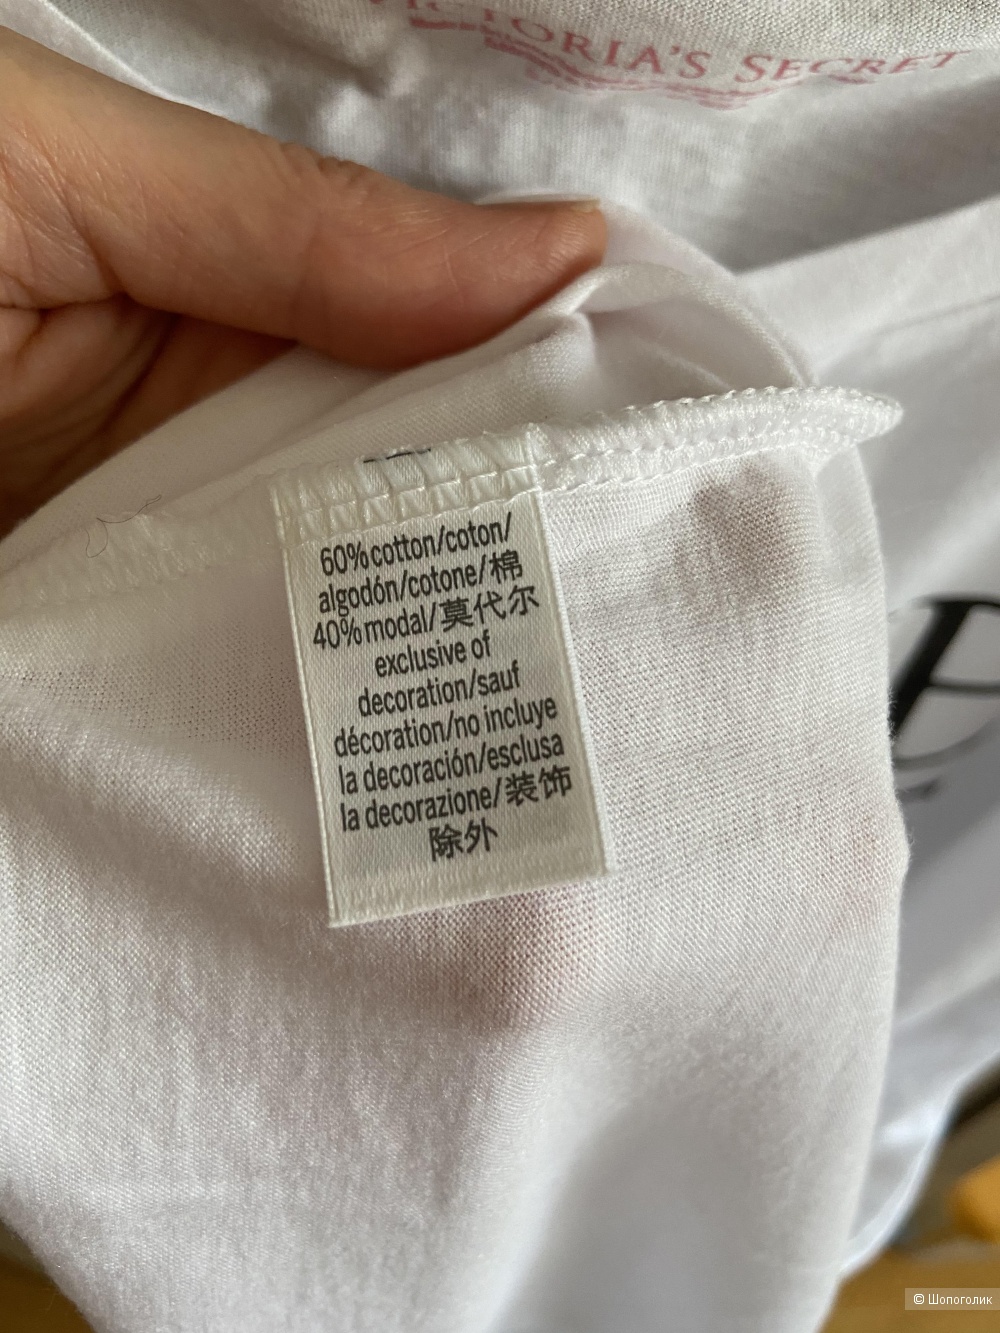 VICTORIA'S SECRET
60% cotton/coton/
algodón/cotone/棉
40% modal/莫代尔
exclusive of
decoration/sauf
décoration/no incluye
la decoración/esclusa
la decorazione/装饰
除外
© Шопоголик